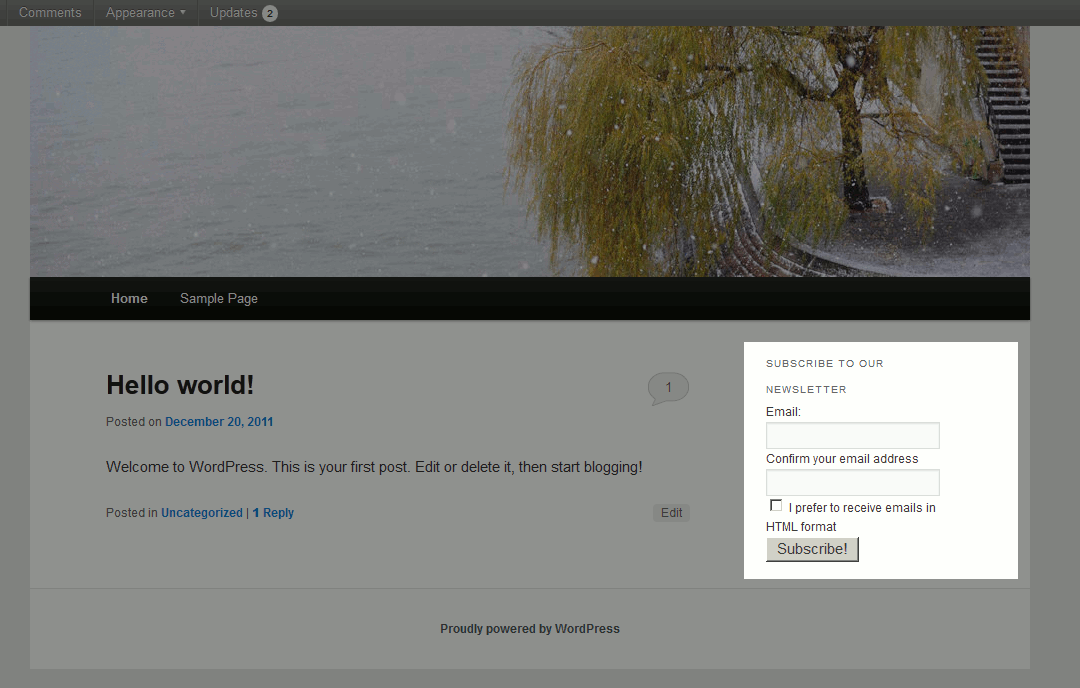 Comments Appearance Updates 2
Home Sample Page
Hello world!
1
Posted on December 20, 2011
Welcome to WordPress. This is your first post. Edit or delete it, then start blogging!
Posted in Uncategorized | 1 Reply
Edit
SUBSCRIBE TO OUR
NEWSLETTER
Email:
Confirm your email address
I prefer to receive emails in
HTML format
Subscribe!
Proudly powered by WordPress